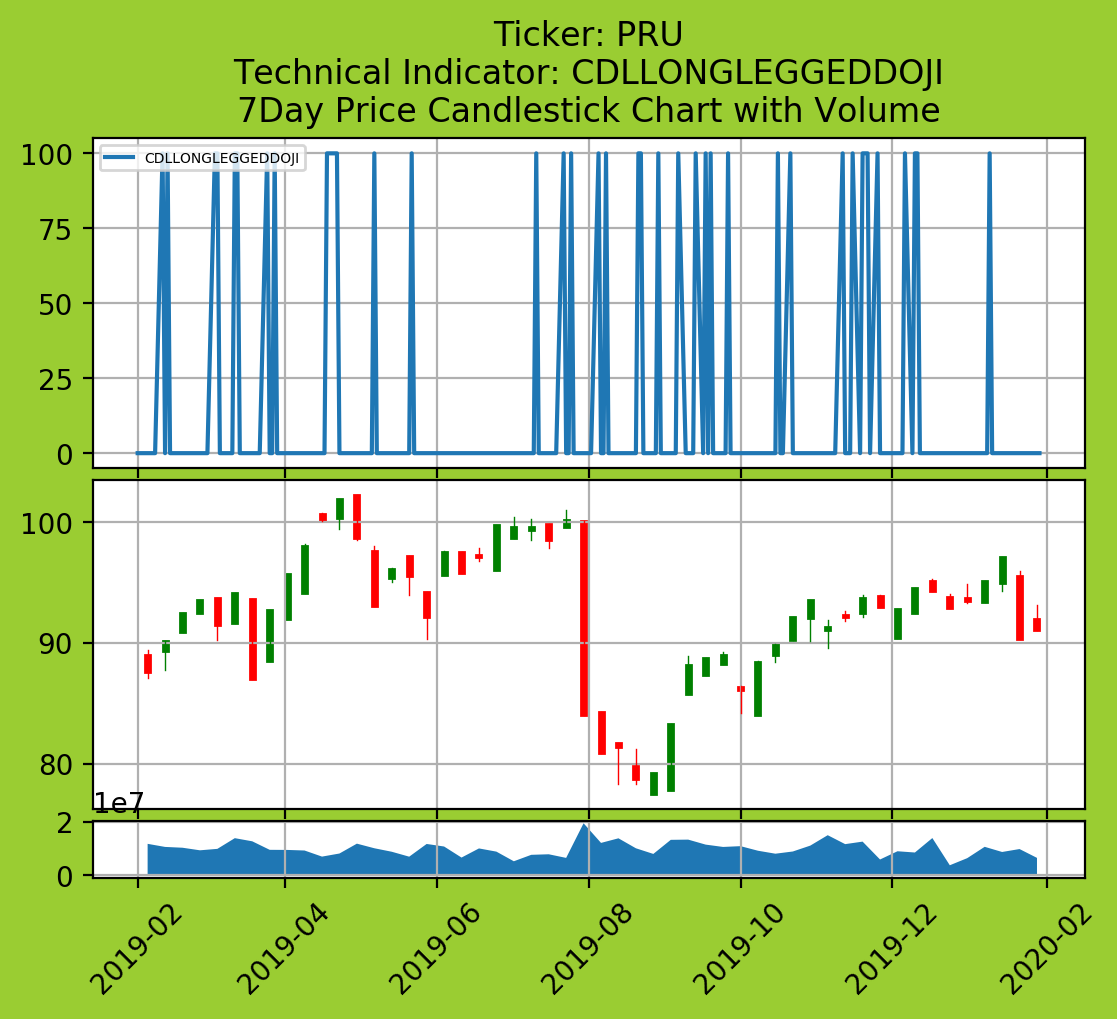 Ticker: PRU
Technical Indicator: CDLLONGLEGGEDDOJI
7Day Price Candlestick Chart with Volume
CDLLONGLEGGEDDOJI
100
75
50
25
0
100
90
80
1e7
2
0
2019-02 2019-04 2019-06 2019-08 2019-10 2019-12 2020-02